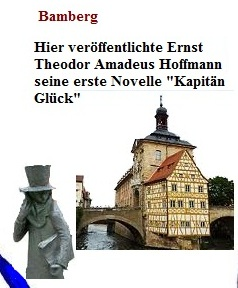 Bamberg
Hier veröffentlichte Ernst
Theodor Amadeus Hoffmann
seine erste Novelle "Kapitän
Glück"